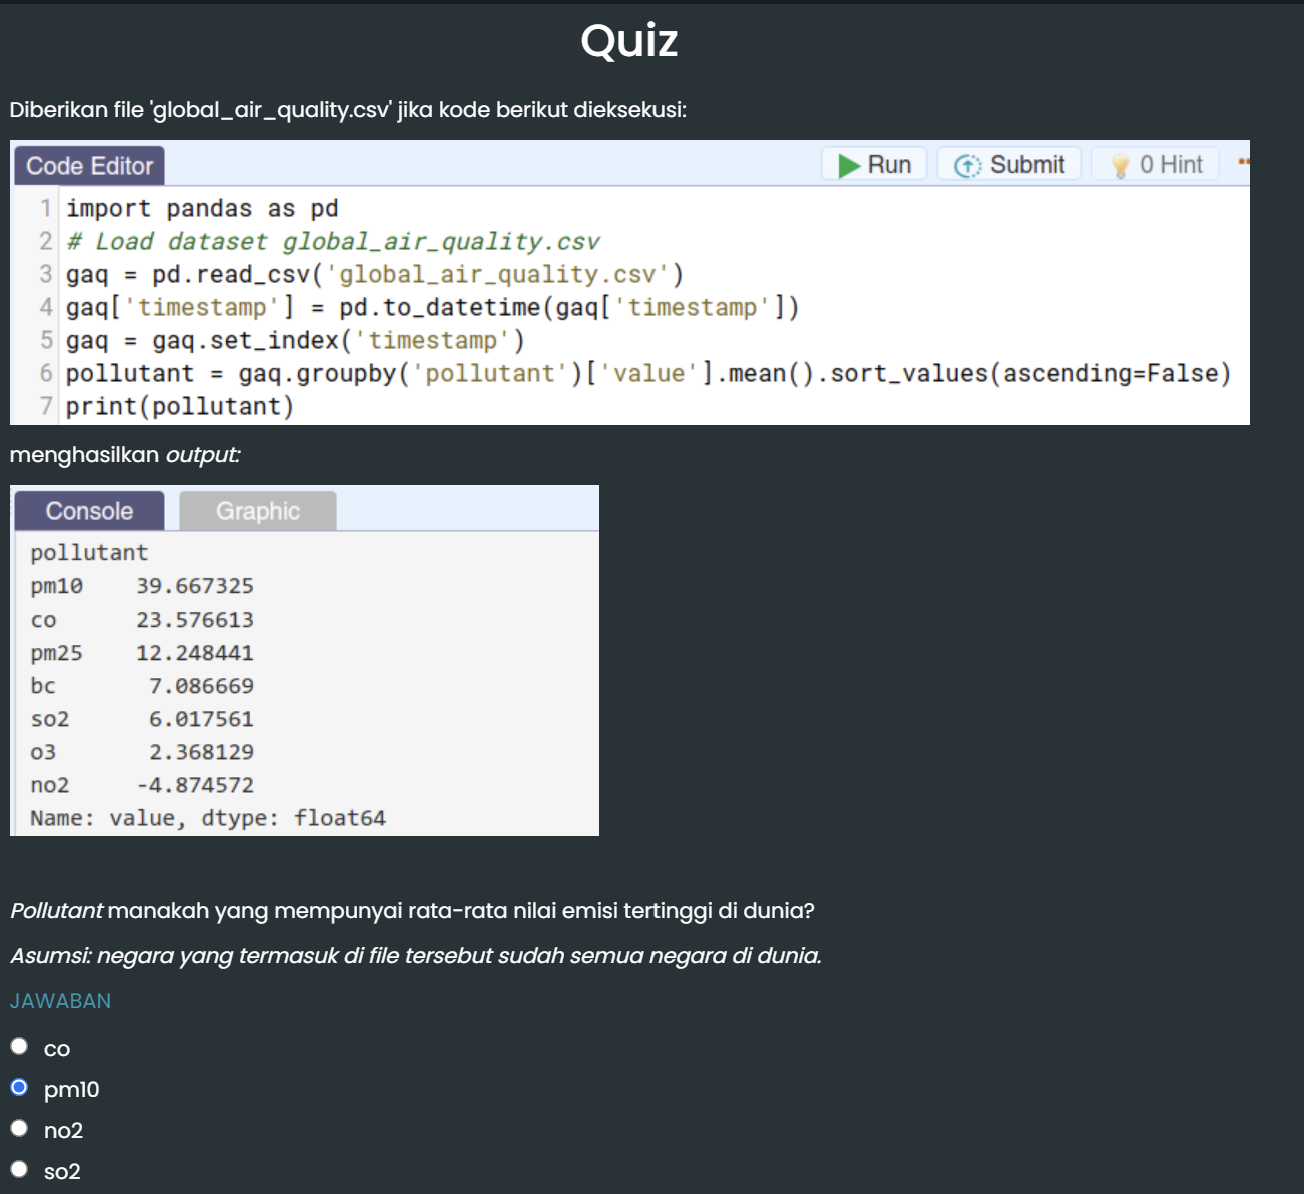 Quiz
Diberikan file 'global_air_quality.csv' jika kode berikut dieksekusi:
Code Editor
Run
Submit
0 Hint
1 import pandas as pd
2 # Load dataset global_air_quality.csv
3 gaq = pd.read_csv('global_air_quality.csv')
4 gaq['timestamp'] = pd.to_datetime(gaq['timestamp'])
5 gaq = gaq.set_index('timestamp')
6 pollutant = gaq.groupby('pollutant')['value'].mean().sort_values(ascending=False)
7 print(pollutant)
menghasilkan output:
Console
Graphic
pollutant
pm10    39.667325
co      23.576613
pm25    12.248441
bc       7.086669
so2      6.017561
o3       2.368129
no2     -4.874572
Name: value, dtype: float64
Pollutant manakah yang mempunyai rata-rata nilai emisi tertinggi di dunia?
Asumsi: negara yang termasuk di file tersebut sudah semua negara di dunia.
JAWABAN
co
pm10
no2
so2